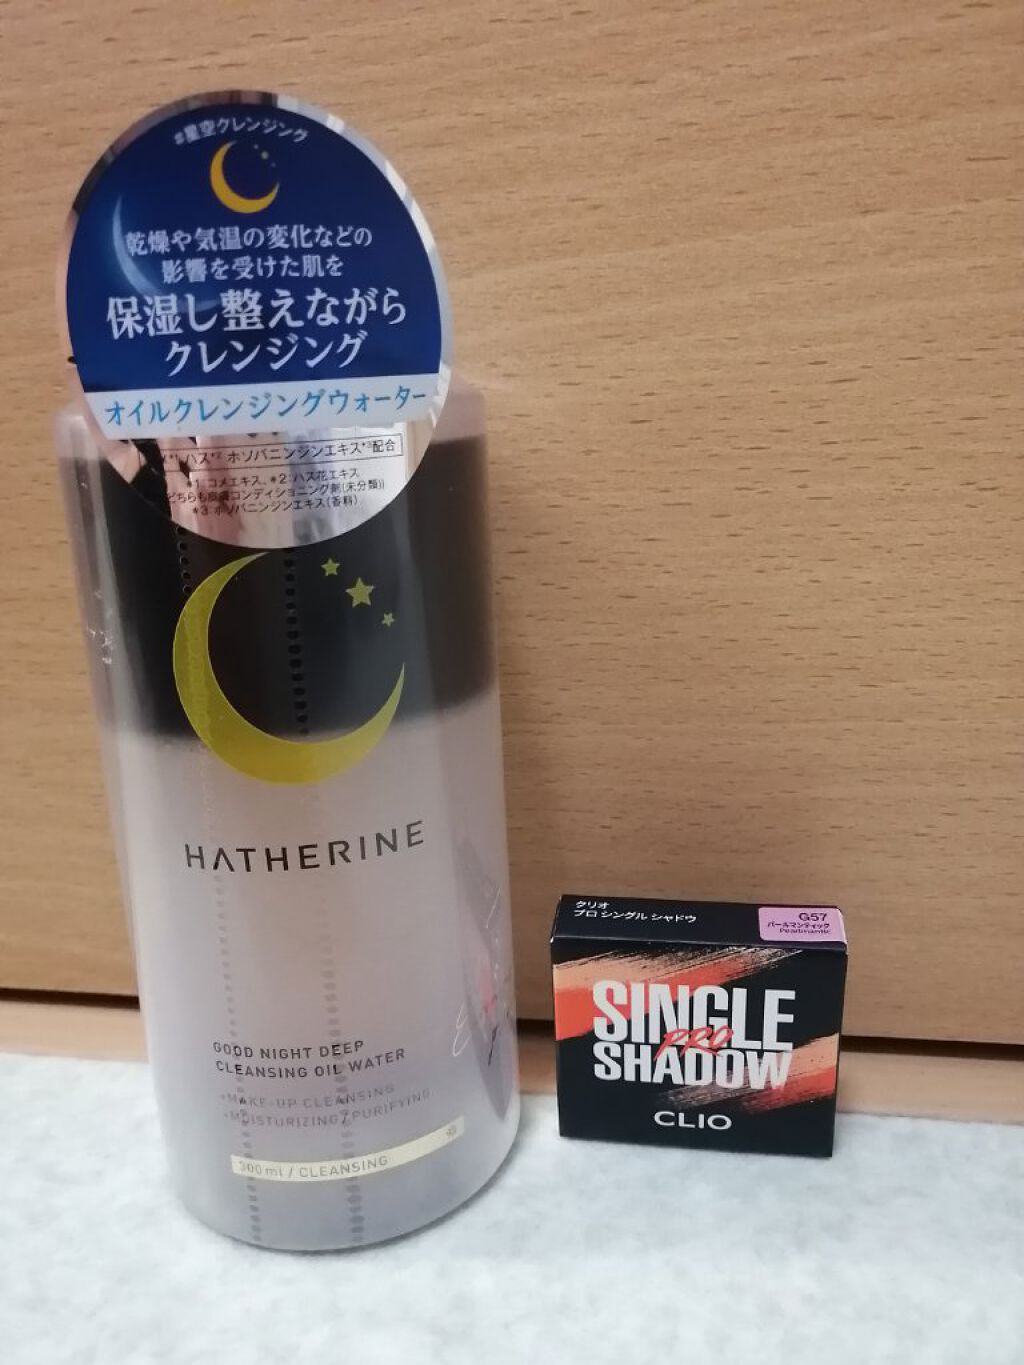 #星空クレンジング
乾燥や気温の変化などの
影響を受けた肌を
保湿し整えながら
クレンジング
オイルクレンジングウォーター
ハス*² ホソバニンジンエキス*³配合
*1:コメエキス、*2:ハス花エキス
どちらも皮膚コンディショニング剤(未分類))
*3:ホソバニンジンエキス(香料)
HATHERINE
GOOD NIGHT DEEP
CLEANSING OIL WATER
+MAKE-UP CLEANSING
+MOISTURIZING/PURIFYING
300ml / CLEANSING
クリオ
プロ シングル シャドウ
G57
パールマンティック
Pearlmantic
SINGLE
PRO
SHADOW
CLIO